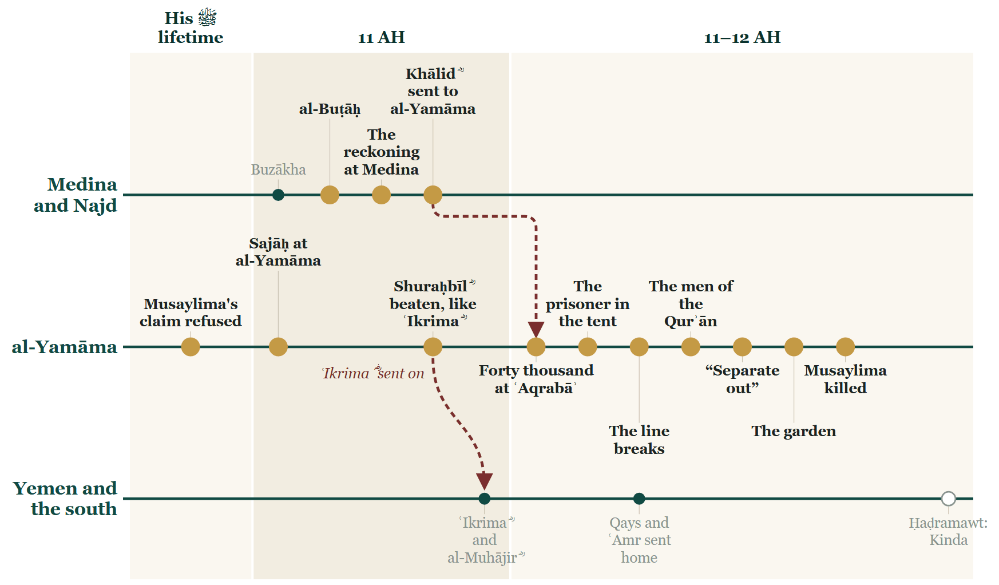 His ﷺ
lifetime
11 AH
11–12 AH
Khālid
sent to
al-Yamāma
al-Buṭāḥ
The
reckoning
at Medina
Buzākha
Medina
and Najd
Sajāḥ at
al-Yamāma
Musaylima's
claim refused
Shuraḥbīl
beaten, like
ʿIkrima
The
prisoner in
the tent
The men of
the
Qurʾān
al-Yamāma
ʿIkrima sent on
Forty thousand
at ʿAqrabāʾ
“Separate
out”
Musaylima
killed
The line
breaks
The garden
Yemen and
the south
ʿIkrima
and
al-Muhājir
Qays and
ʿAmr sent
home
Ḥaḍramawt:
Kinda